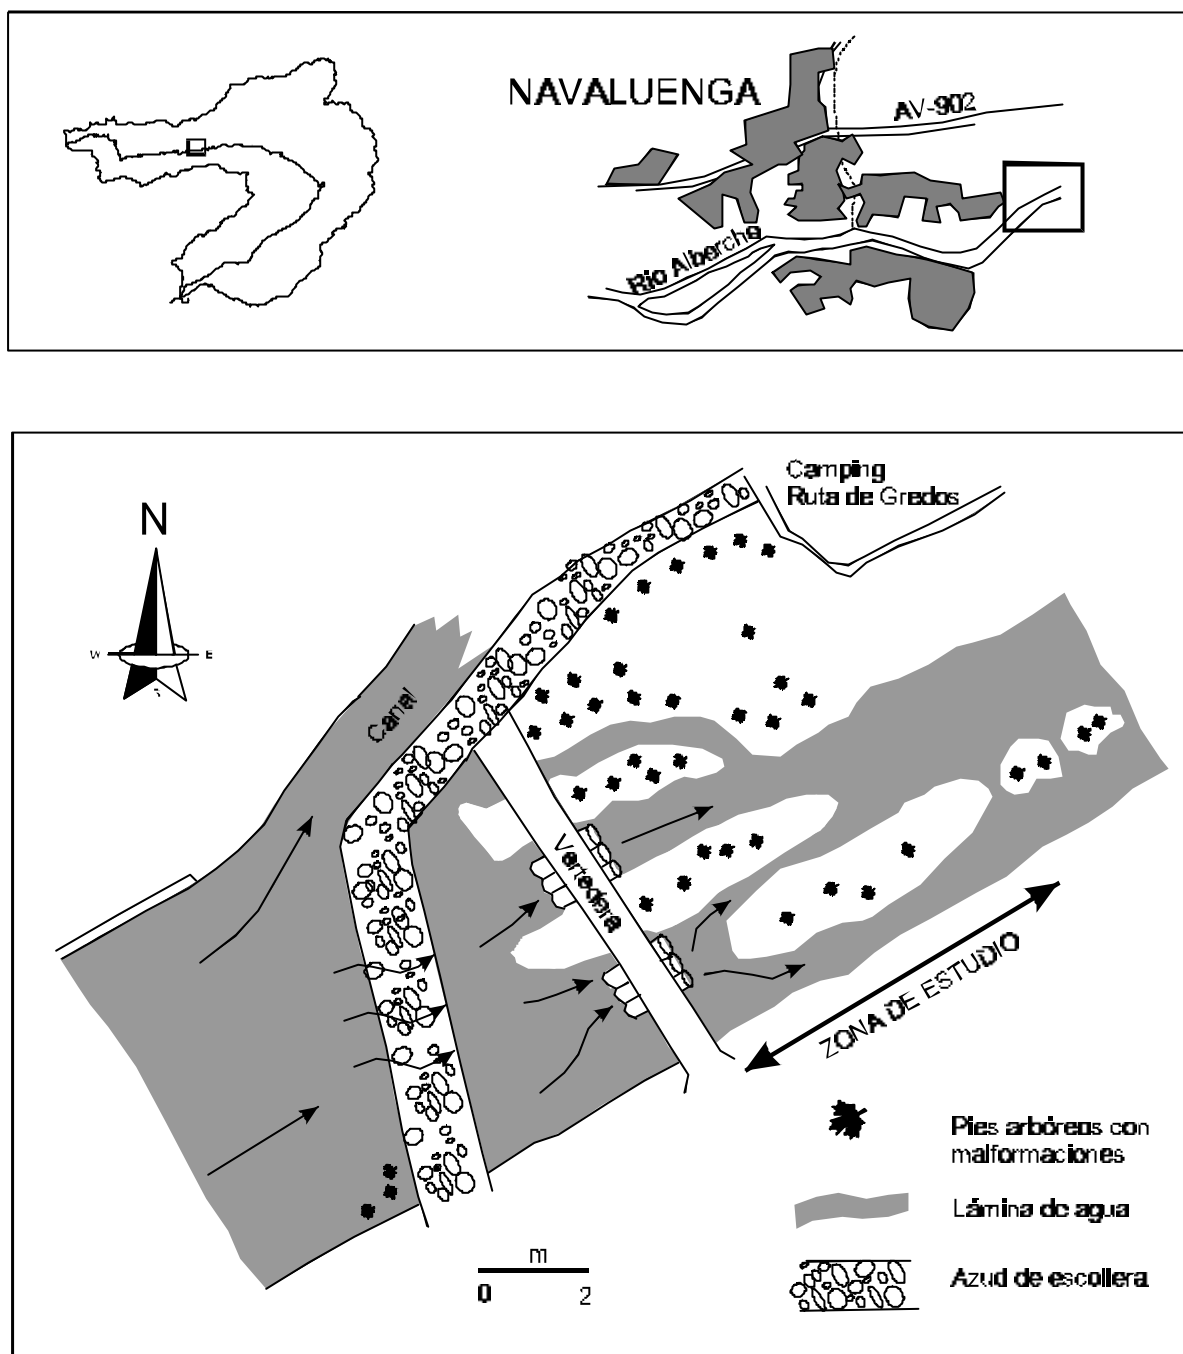 NAVALUENGA
AV-902
Río Alberche
Camping
Ruta de Gredos
N
W
E
S
Canal
Vertedera
ZONA DE ESTUDIO
Pies arbóreos con
malformaciones
Lámina de agua
Azud de escollera
m
0 2